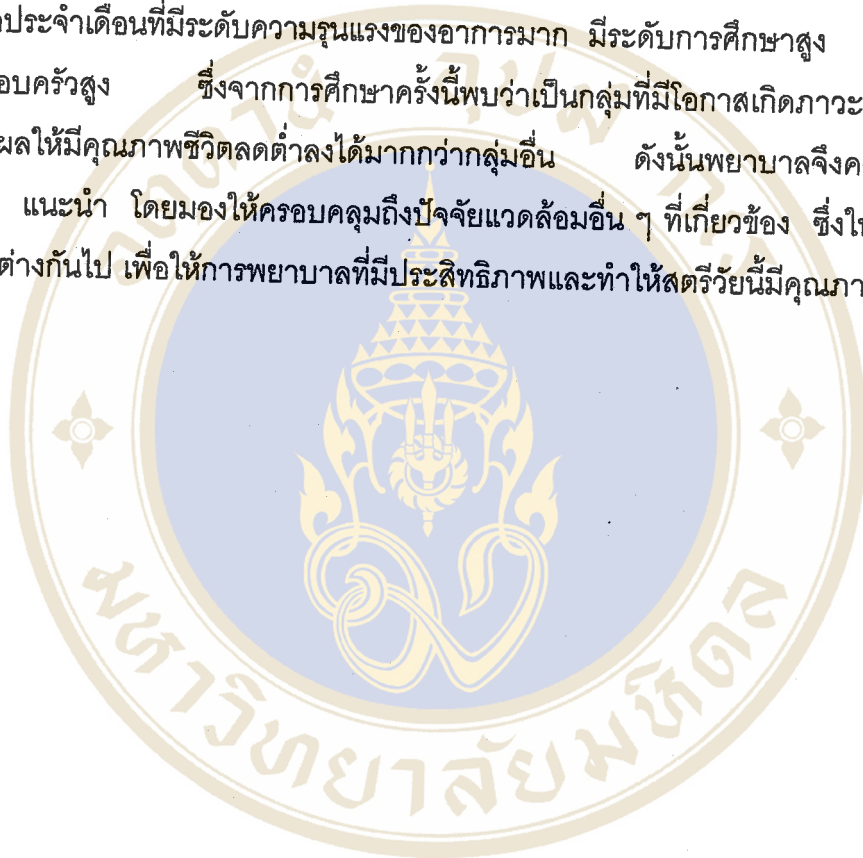 ประจำเดือนที่มีระดับความรุนแรงของอาการมาก มีระดับการศึกษาสูง
อบครัวสูง ซึ่งจากการศึกษาครั้งนี้พบว่าเป็นกลุ่มที่มีโอกาสเกิดภาวะ
ผลให้มีคุณภาพชีวิตลดต่ำลงได้มากกว่ากลุ่มอื่น ดังนั้นพยาบาลจึงค
แนะนำ โดยมองให้ครอบคลุมถึงปัจจัยแวดล้อมอื่น ๆ ที่เกี่ยวข้อง ซึ่งใน
ต่างกันไป เพื่อให้การพยาบาลที่มีประสิทธิภาพและทำให้สตรีวัยนี้มีคุณภา
มหาวิทยาลัยมหิดล